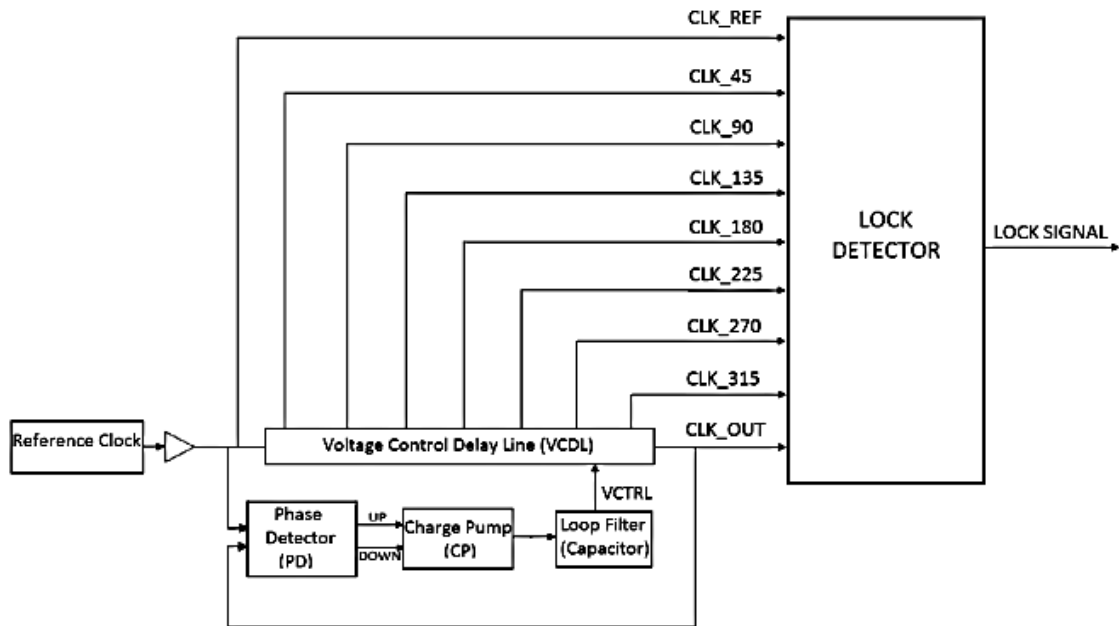 CLK_REF
CLK_45
CLK_90
CLK_135
CLK_180
CLK_225
CLK_270
CLK_315
CLK_OUT
LOCK
DETECTOR
LOCK SIGNAL
Reference Clock
Voltage Control Delay Line (VCDL)
VCTRL
Phase
Detector
(PD)
UP
DOWN
Charge Pump
(CP)
Loop Filter
(Capacitor)